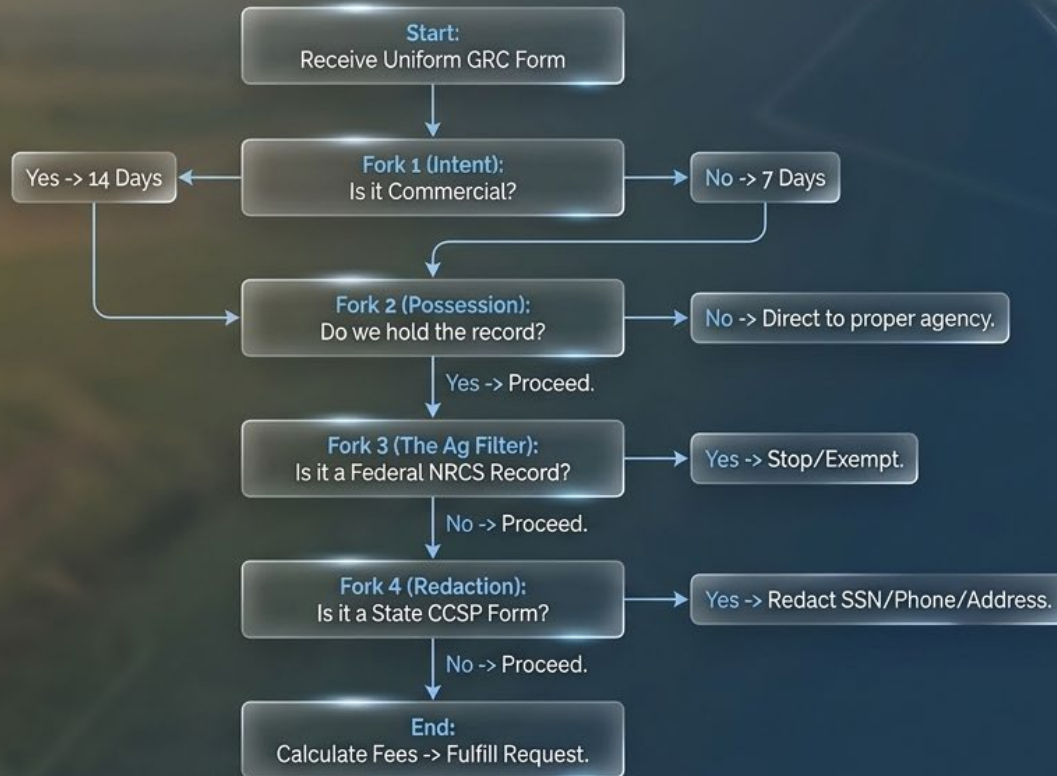 Start:
Receive Uniform GRC Form
Fork 1 (Intent):
Is it Commercial?
Yes -> 14 Days
No -> 7 Days
Fork 2 (Possession):
Do we hold the record?
No -> Direct to proper agency.
Yes -> Proceed.
Fork 3 (The Ag Filter):
Is it a Federal NRCS Record?
Yes -> Stop/Exempt.
No -> Proceed.
Fork 4 (Redaction):
Is it a State CCSP Form?
Yes -> Redact SSN/Phone/Address.
No -> Proceed.
End:
Calculate Fees -> Fulfill Request.